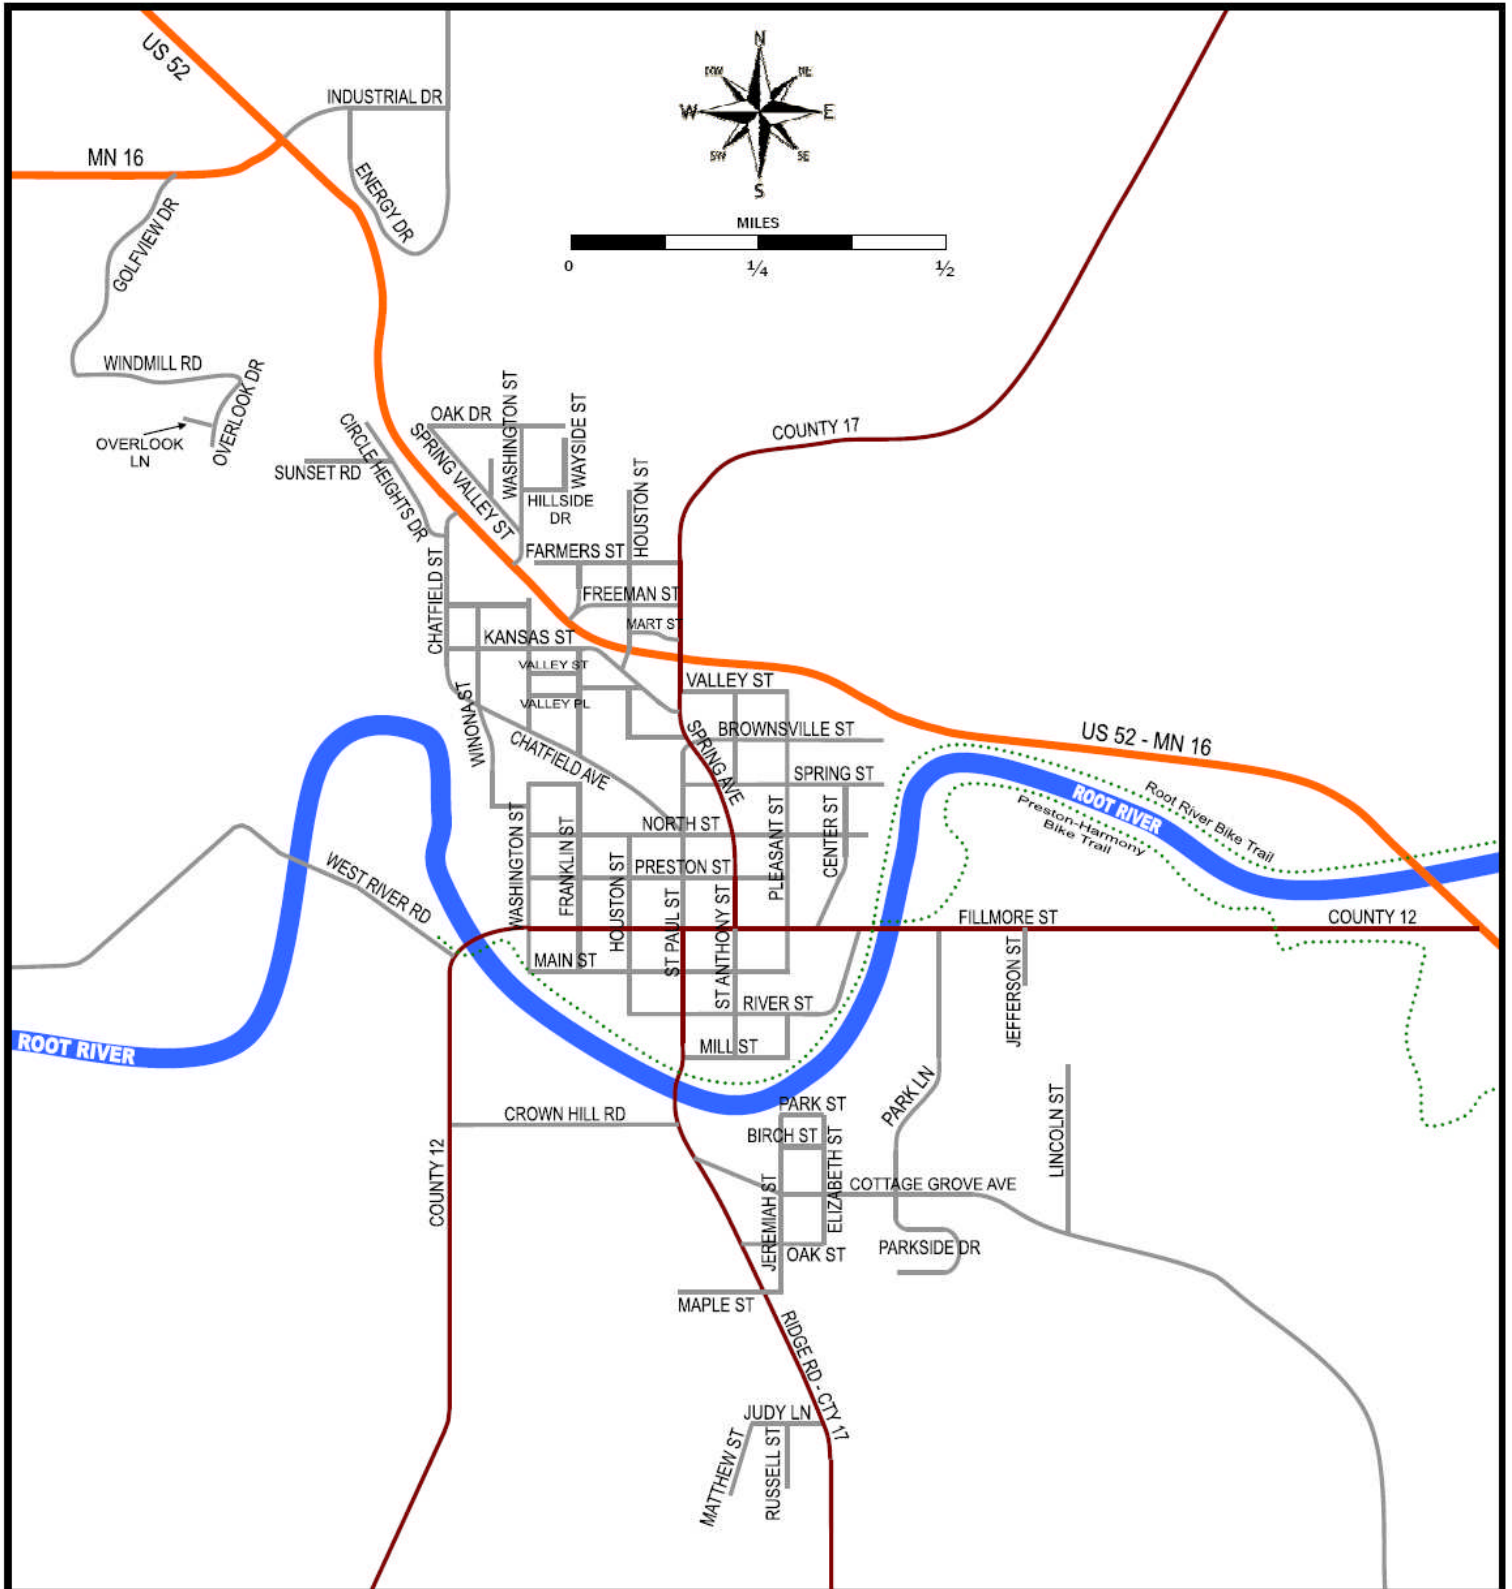 US 52
N
NW
NE
W
E
SW
SE
S
INDUSTRIAL DR
MN 16
ENERGY DR
GOLFVIEW DR
MILES
0
1/4
1/2
WINDMILL RD
OVERLOOK DR
OVERLOOK
LN
CIRCLE HEIGHTS DR
SUNSET RD
OAK DR
SPRING VALLEY ST
WASHINGTON ST
WAYSIDE ST
HILLSIDE
DR
HOUSTON ST
COUNTY 17
FARMERS ST
CHATFIELD ST
FREEMAN ST
MART ST
KANSAS ST
VALLEY ST
VALLEY PL
VALLEY ST
WINONA ST
CHATFIELD AVE
SPRING AVE
BROWNSVILLE ST
US 52 - MN 16
SPRING ST
ROOT RIVER
Root River Bike Trail
Preston-Harmony
Bike Trail
WASHINGTON ST
FRANKLIN ST
NORTH ST
PLEASANT ST
CENTER ST
HOUSTON ST
PRESTON ST
ST PAUL ST
ST ANTHONY ST
WEST RIVER RD
FILLMORE ST
COUNTY 12
MAIN ST
JEFFERSON ST
RIVER ST
ROOT RIVER
MILL ST
CROWN HILL RD
PARK ST
PARK LN
BIRCH ST
LINCOLN ST
COUNTY 12
JEREMIAH ST
ELIZABETH ST
COTTAGE GROVE AVE
OAK ST
PARKSIDE DR
MAPLE ST
RIDGE RD - CTY 17
JUDY LN
MATTHEW ST
RUSSELL ST